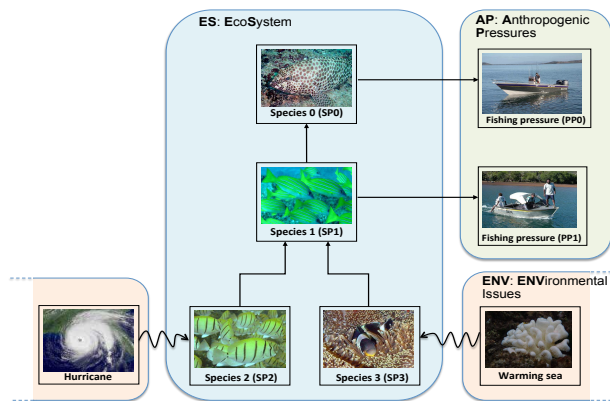 ES: EcoSystem
AP: Anthropogenic
Pressures
Species 0 (SP0)
Fishing pressure (PP0)
Species 1 (SP1)
Fishing pressure (PP1)
ENV: ENVironmental
Issues
Hurricane
Species 2 (SP2)
Species 3 (SP3)
Warming sea